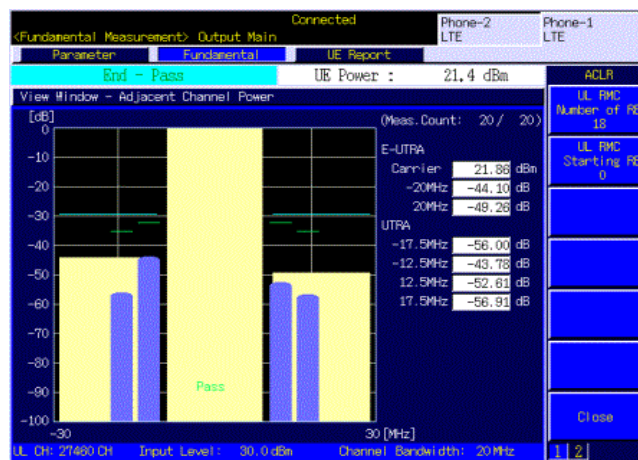 Connected
Phone-2
LTE
Phone-1
LTE
<Fundamental Measurement> Output Main
Parameter
Fundamental
UE Report
End - Pass
UE Power :
21.4 dBm
ACLR
View Window - Adjacent Channel Power
UL RMC
Number of RB
18
[dB]
(Meas.Count: 20/ 20)
UL RMC
Starting RB
0
0
-10
-20
-30
-40
-50
-60
-70
-80
-90
-100
E-UTRA
Carrier 21.86 dBm
-20MHz -44.10 dB
20MHz -49.26 dB
UTRA
-17.5MHz -56.00 dB
-12.5MHz -43.78 dB
12.5MHz -52.61 dB
17.5MHz -56.91 dB
Pass
-30
30 [MHz]
Close
UL CH: 27460 CH Input Level: 30.0 dBm Channel Bandwidth: 20 MHz
1 2